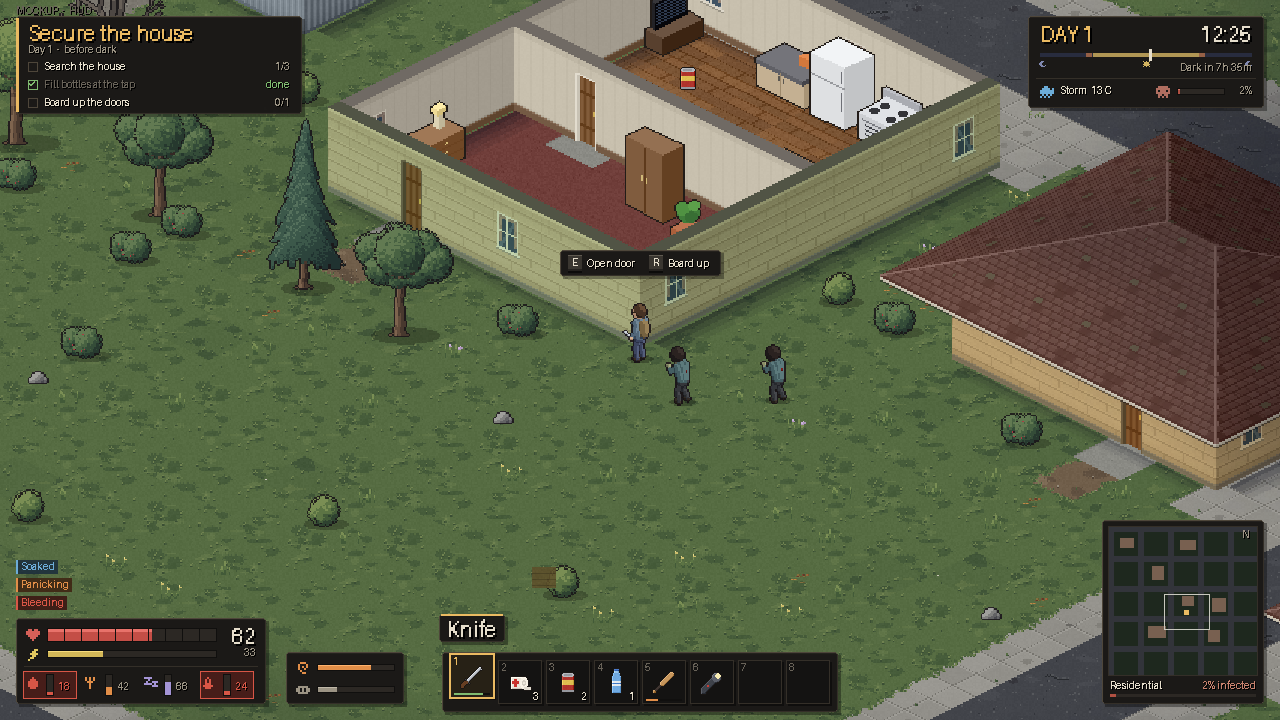 MOCKUP. HUD
Secure the house
Day 1 - before dark
Search the house 1/3
Fill bottles at the tap done
Board up the doors 0/1
DAY 1 12:25
Dark in 7h 35m
Storm 13 C 2%
E Open door R Board up
Soaked
Panicking
Bleeding
62
33
18 42 68 24
Knife
1 2 3 4 5 6 7 8
3 2 1
N
Residential 2% infected